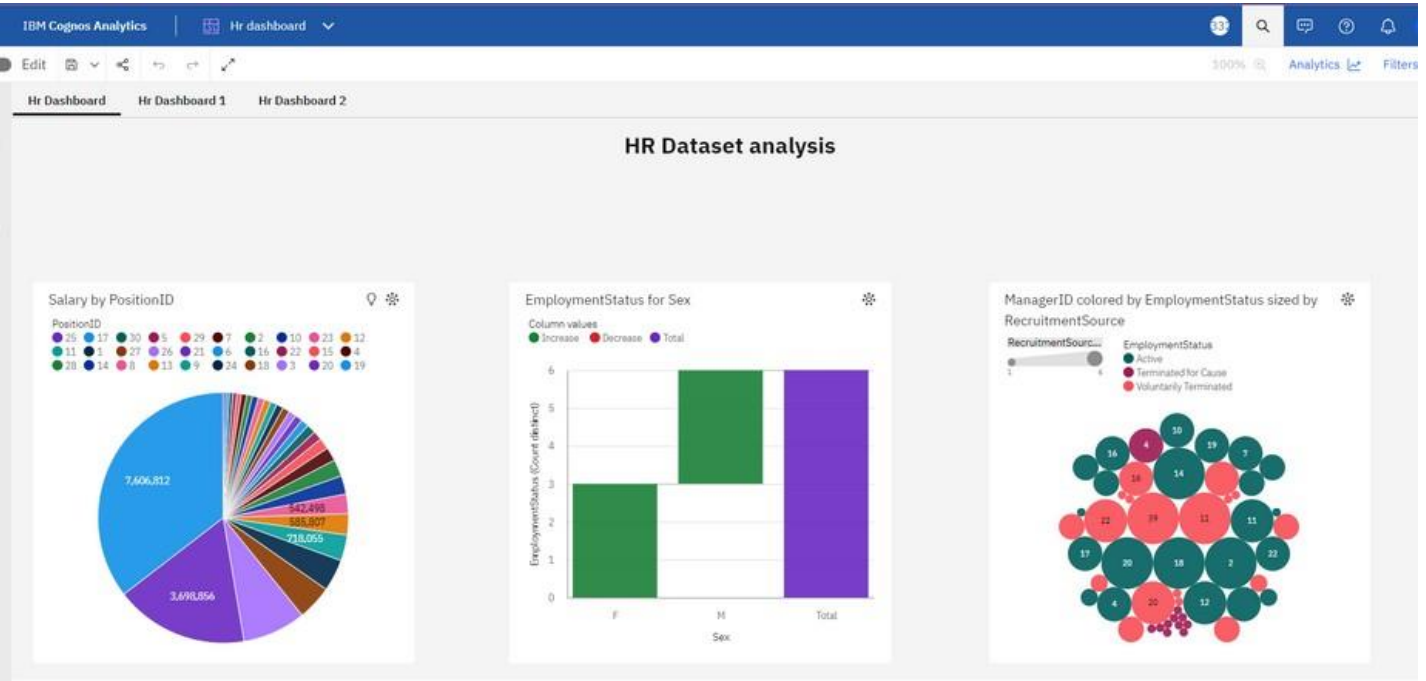 IBM Cognos Analytics
Hr dashboard
Edit
100%
Analytics
Filters
Hr Dashboard
Hr Dashboard 1
Hr Dashboard 2
HR Dataset analysis
Salary by PositionID
PositionID
25 17 30 5 29 7 2 10 23 12
11 1 27 26 21 6 16 22 15 4
28 14 8 13 9 24 18 3 20 19
7,606,812
542,498
585,807
718,055
3,698,856
EmploymentStatus for Sex
Column values
Increase Decrease Total
EmploymentStatus (Count distinct)
6
5
4
3
2
1
0
F M Total
Sex
ManagerID colored by EmploymentStatus sized by
RecruitmentSource
RecruitmentSourc...
1 6
EmploymentStatus
Active
Terminated for Cause
Voluntarily Terminated
10
4 19
16 7
14
16
22 39 11 11
17 22
20 18 2
4 20 12